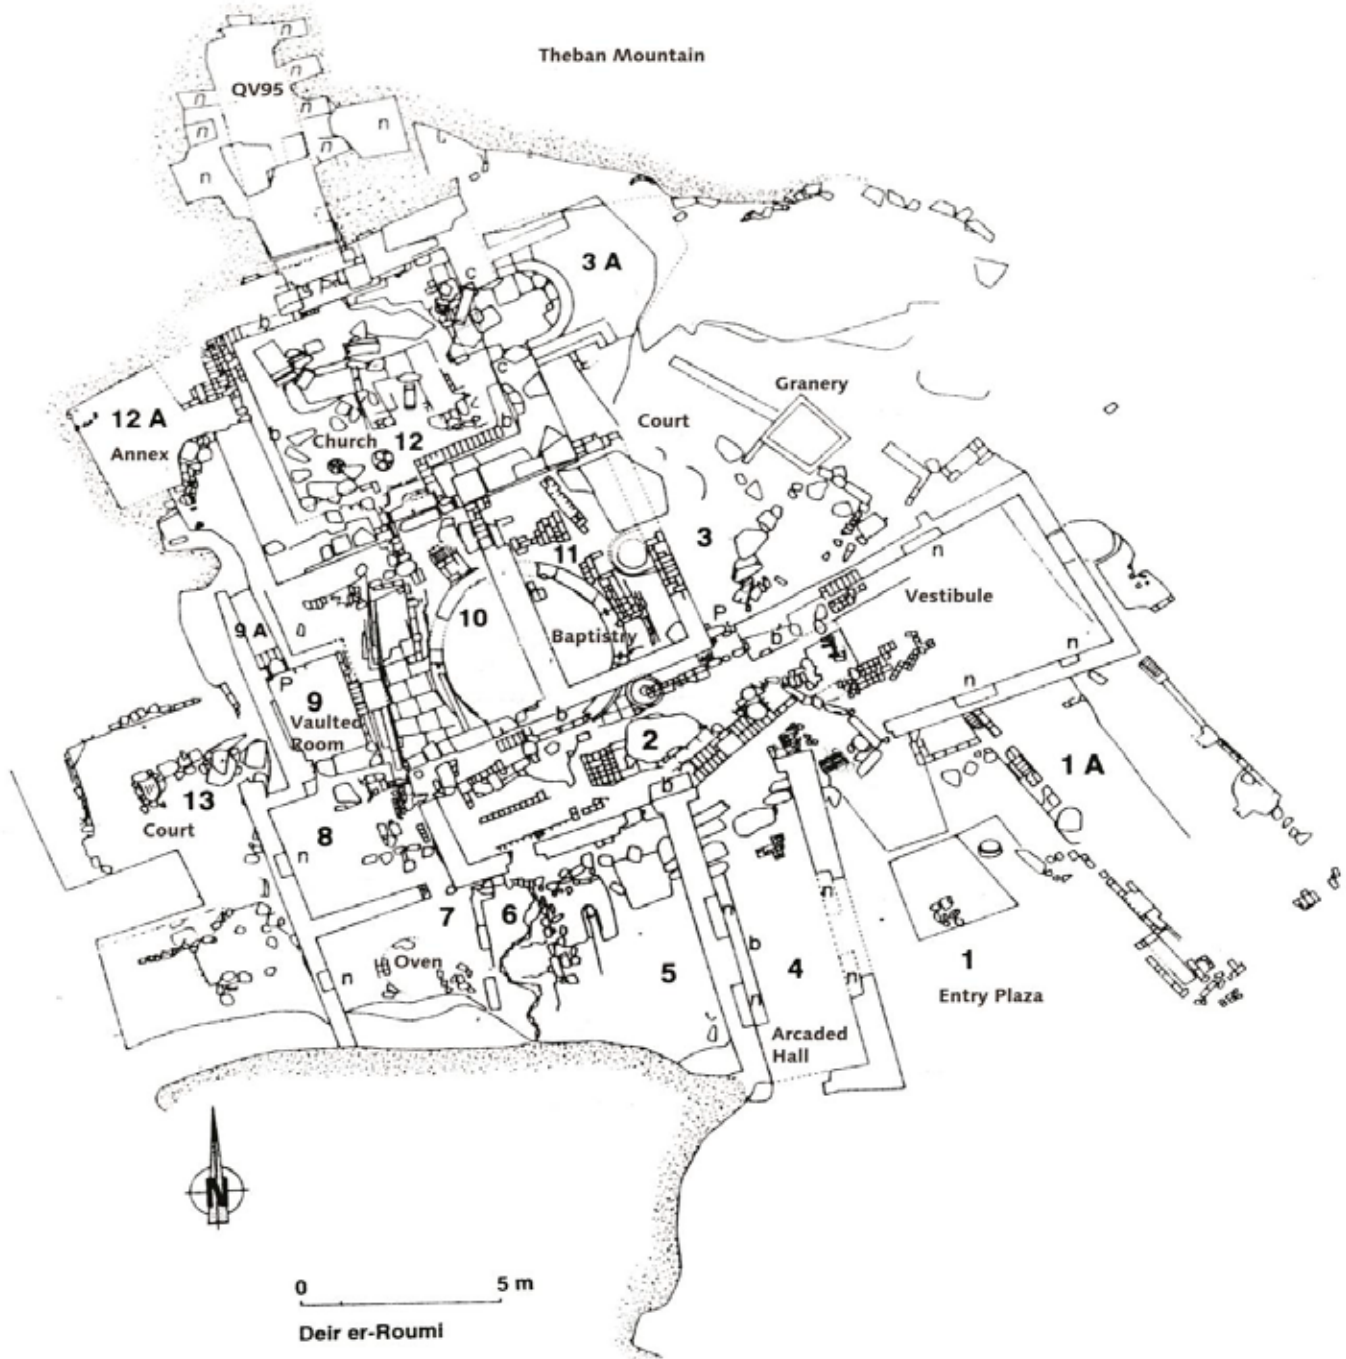 Theban Mountain
n
n
QV95
n
n
n
n
n
n
3 A
C
b
C
Granery
12 A
Annex
Court
b
Church 12
b
11
3
n
Vestibule
10
9 A
Baptistry
P
b
n
P
n
9
Vaulted
Room
b
2
1 A
13
Court
b
8
n
n
7
6
b
Oven
n
5
4
n
1
Entry Plaza
n
Arcaded
Hall
N
0
5 m
Deir er-Roumi